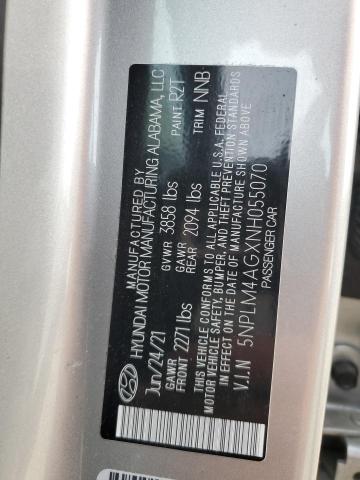 MANUFACTURED BY
HYUNDAI MOTOR MANUFACTURING ALABAMA, LLC
Jun/24/21 GVWR 3858 lbs PAINT R2T
GAWR FRONT 2271 lbs GAWR REAR 2094 lbs TRIM NNB
THIS VEHICLE CONFORMS TO ALL APPLICABLE U.S.A. FEDERAL
MOTOR VEHICLE SAFETY, BUMPER, AND THEFT PREVENTION STANDARDS
IN EFFECT ON THE DATE OF MANUFACTURE SHOWN ABOVE
V.I.N 5NPLM4AGXNH055070
PASSENGER CAR